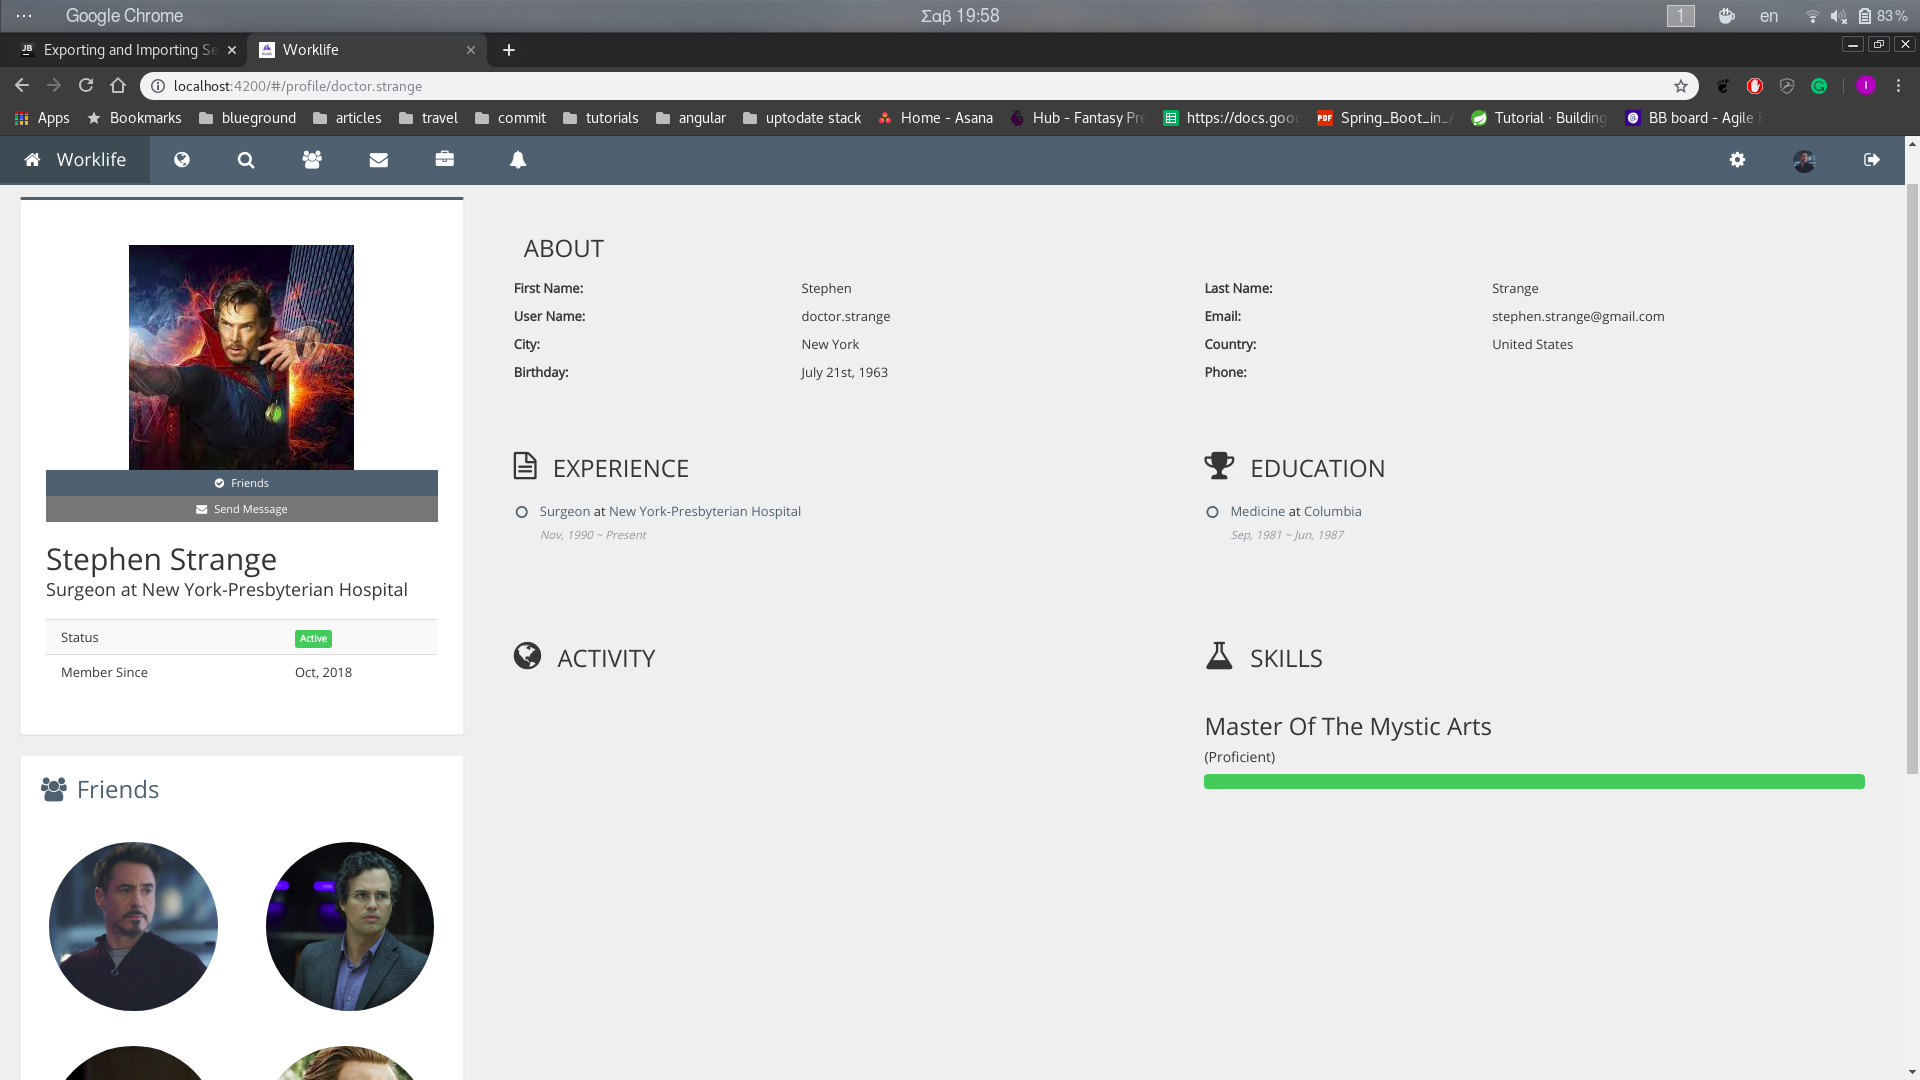 Google Chrome
Σαβ 19:58
1
en
83 %
JB Exporting and Importing Se
Worklife
localhost:4200/#/profile/doctor.strange
Apps Bookmarks blueground articles travel commit tutorials angular uptodate stack Home - Asana Hub - Fantasy Pre https://docs.goo PDF Spring_Boot_in_ Tutorial · Building BB board - Agile
Worklife
ABOUT
First Name: Stephen Last Name: Strange
User Name: doctor.strange Email: stephen.strange@gmail.com
City: New York Country: United States
Birthday: July 21st, 1963 Phone:
EXPERIENCE
Surgeon at New York-Presbyterian Hospital
Nov, 1990 ~ Present
EDUCATION
Medicine at Columbia
Sep, 1981 ~ Jun, 1987
ACTIVITY
SKILLS
Master Of The Mystic Arts
(Proficient)
Friends
Send Message
Stephen Strange
Surgeon at New York-Presbyterian Hospital
Status Active
Member Since Oct, 2018
Friends